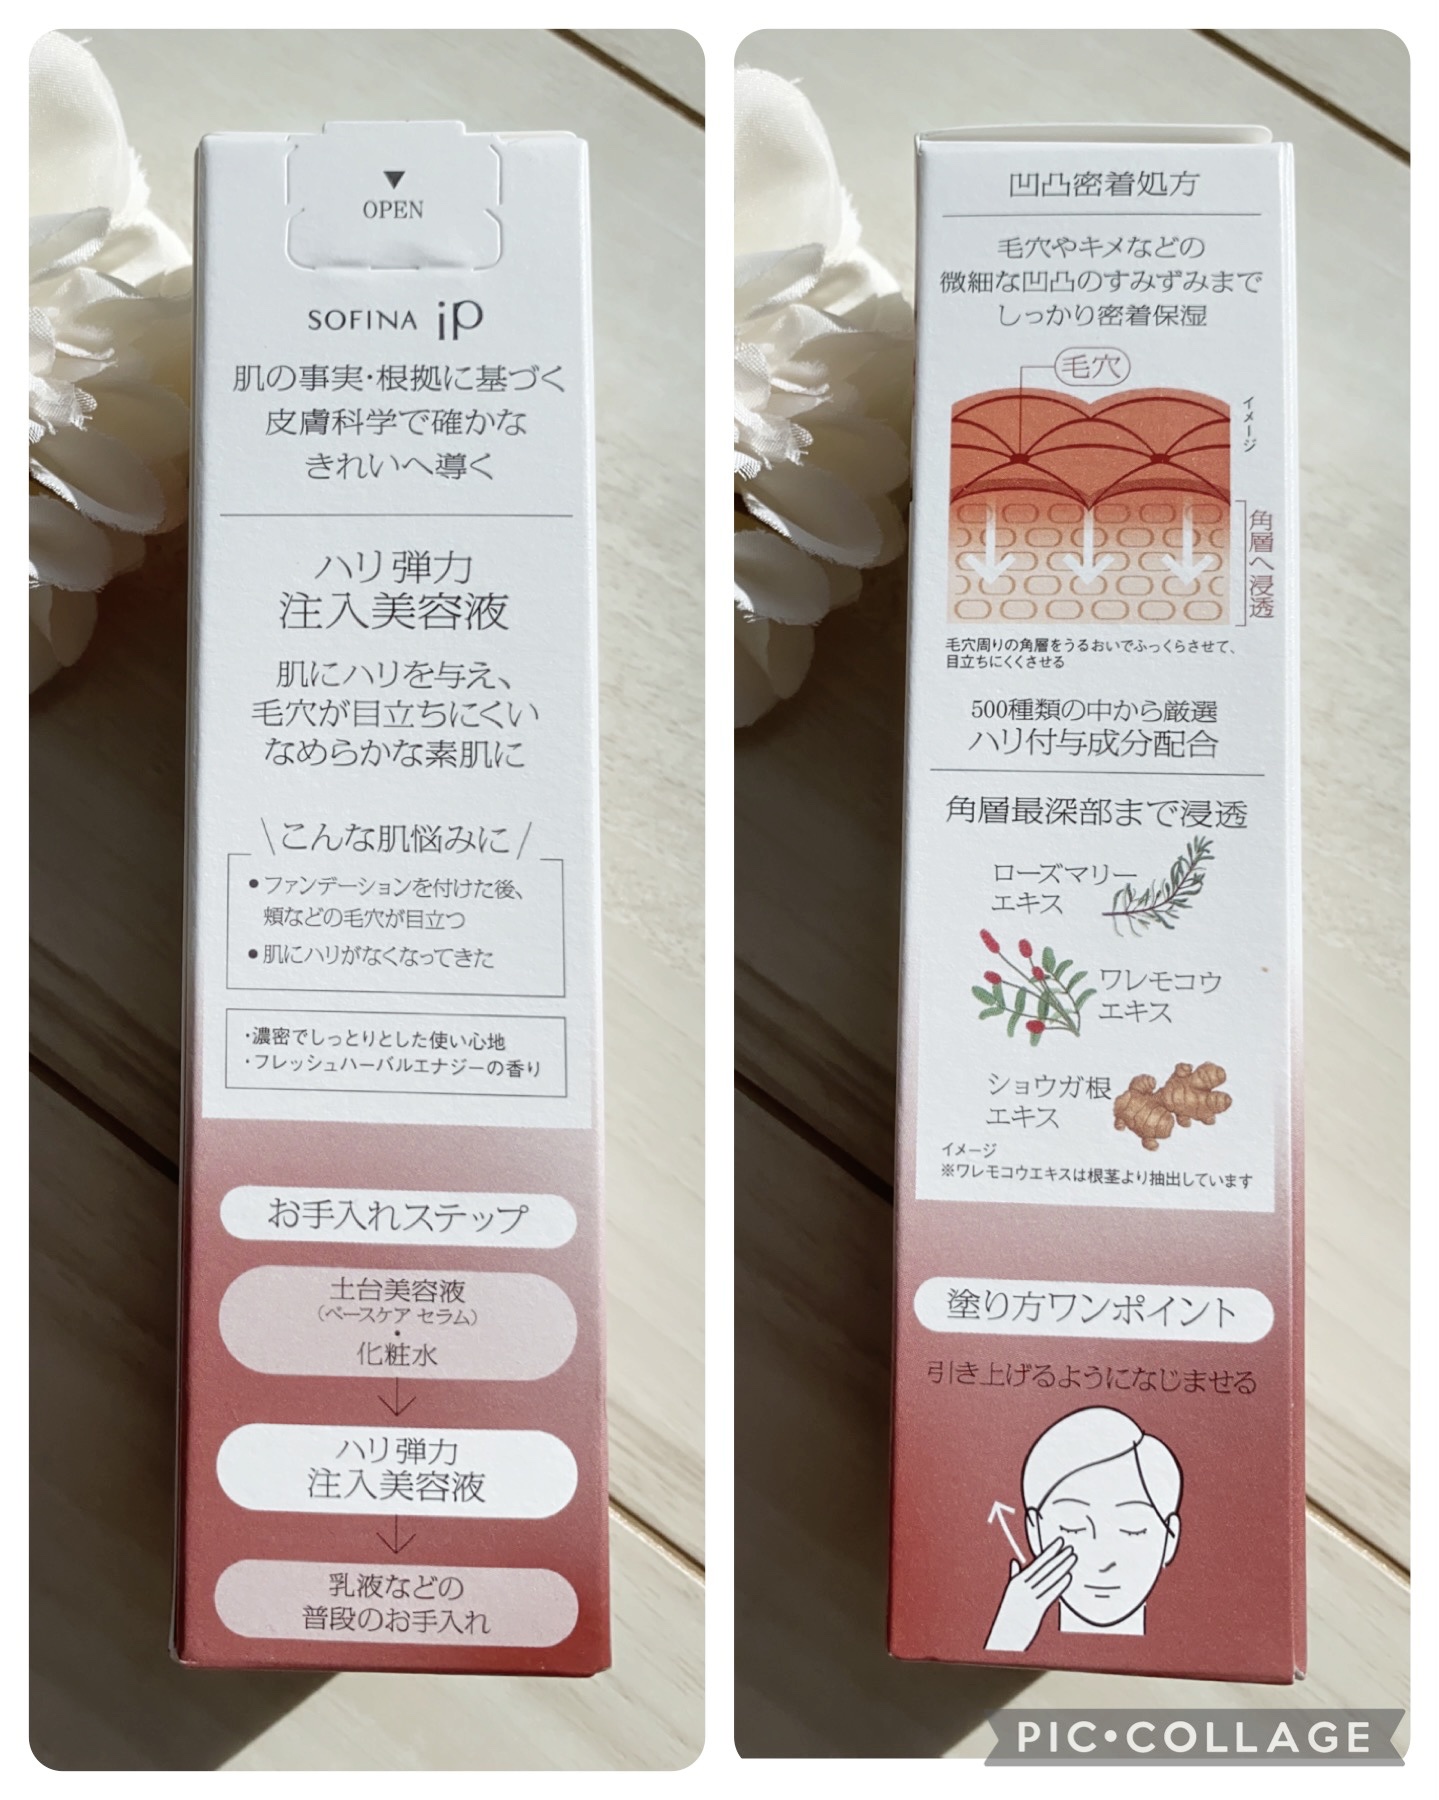 OPEN
SOFINA iP
肌の事実・根拠に基づく
皮膚科学で確かな
きれいへ導く
ハリ弾力
注入美容液
肌にハリを与え、
毛穴が目立ちにくい
なめらかな素肌に
\こんな肌悩みに/
●ファンデーションを付けた後、
頬などの毛穴が目立つ
●肌にハリがなくなってきた
・濃密でしっとりとした使い心地
・フレッシュハーバルエナジーの香り
お手入れステップ
土台美容液
(ベースケア セラム)
・
化粧水
ハリ弾力
注入美容液
乳液などの
普段のお手入れ
凹凸密着処方
毛穴やキメなどの
微細な凹凸のすみずみまで
しっかり密着保湿
毛穴
イメージ
角層へ浸透
毛穴周りの角層をうるおいでふっくらさせて、
目立ちにくくさせる
500種類の中から厳選
ハリ付与成分配合
角層最深部まで浸透
ローズマリー
エキス
ワレモコウ
エキス
ショウガ根
エキス
イメージ
※ワレモコウエキスは根茎より抽出しています
塗り方ワンポイント
引き上げるようになじませる
PIC•COLLAGE